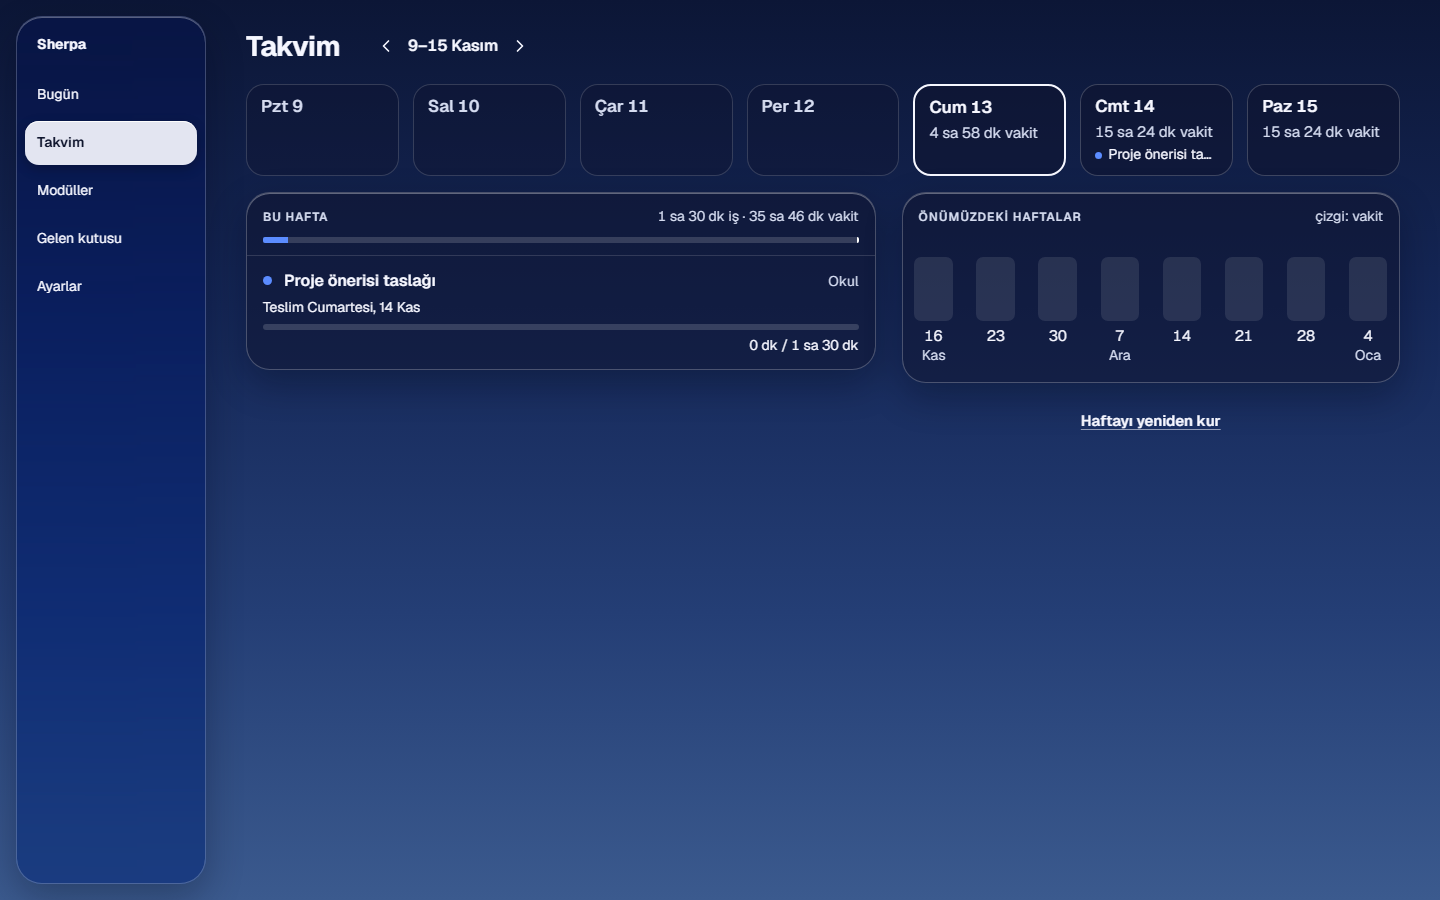 Sherpa
Bugün
Takvim
Modüller
Gelen kutusu
Ayarlar
Takvim
9–15 Kasım
Pzt 9
Sal 10
Çar 11
Per 12
Cum 13
4 sa 58 dk vakit
Cmt 14
15 sa 24 dk vakit
Proje önerisi ta...
Paz 15
15 sa 24 dk vakit
BU HAFTA
1 sa 30 dk iş · 35 sa 46 dk vakit
Proje önerisi taslağı
Okul
Teslim Cumartesi, 14 Kas
0 dk / 1 sa 30 dk
ÖNÜMÜZDEKİ HAFTALAR
çizgi: vakit
16 23 30 7 14 21 28 4
Kas Ara Oca
Haftayı yeniden kur